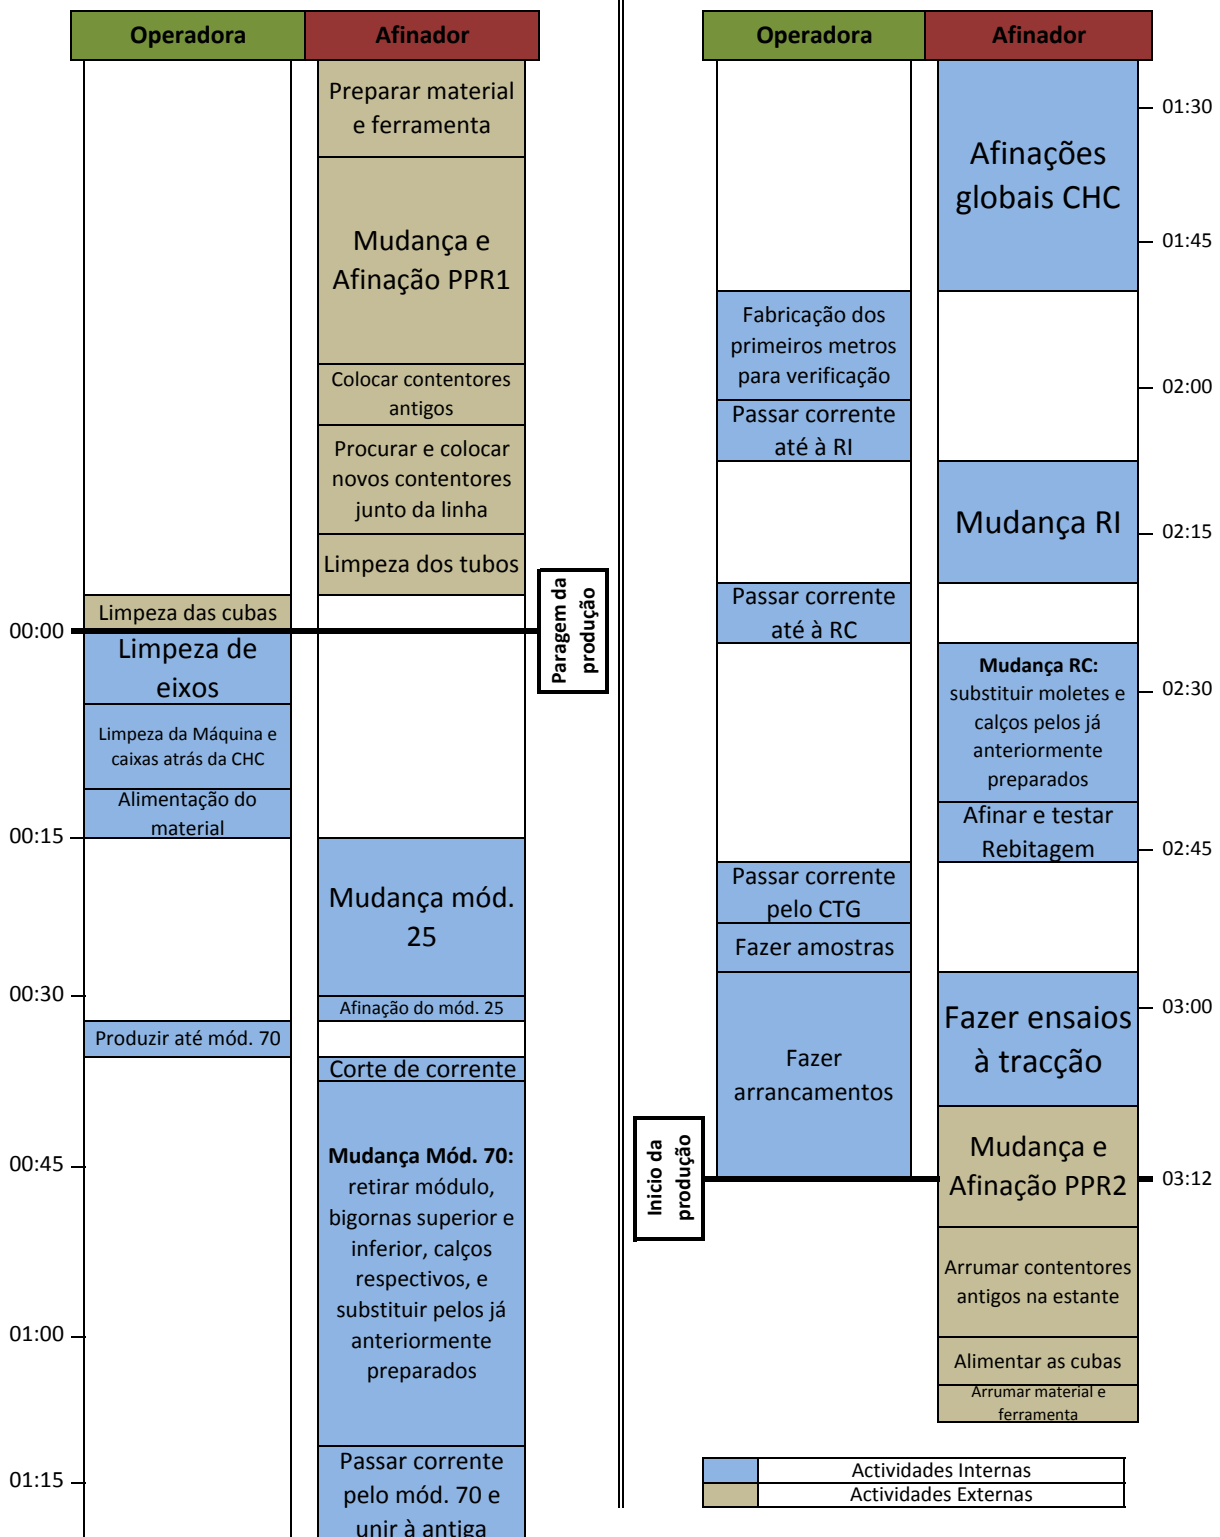 Operadora
Afinador
Preparar material
e ferramenta
Mudança e
Afinação PPR1
Colocar contentores
antigos
Procurar e colocar
novos contentores
junto da linha
Limpeza dos tubos
Limpeza das cubas
00:00
Paragem da
produção
Limpeza de
eixos
Limpeza da Máquina e
caixas atrás da CHC
Alimentação do
material
00:15
Mudança mód.
25
00:30
Afinação do mód. 25
Produzir até mód. 70
Corte de corrente
00:45
Mudança Mód. 70:
retirar módulo,
bigornas superior e
inferior, calços
respectivos, e
substituir pelos já
anteriormente
preparados
01:00
01:15
Passar corrente
pelo mód. 70 e
unir à antiga
Operadora
Afinador
01:30
Afinações
globais CHC
01:45
Fabricação dos
primeiros metros
para verificação
02:00
Passar corrente
até à RI
Mudança RI
02:15
Passar corrente
até à RC
Mudança RC:
substituir moletes e
calços pelos já
anteriormente
preparados
02:30
Afinar e testar
Rebitagem
02:45
Passar corrente
pelo CTG
Fazer amostras
Fazer ensaios
à tracção
03:00
Fazer
arrancamentos
Inicio da
produção
Mudança e
Afinação PPR2
03:12
Arrumar contentores
antigos na estante
Alimentar as cubas
Arrumar material e
ferramenta
Actividades Internas
Actividades Externas